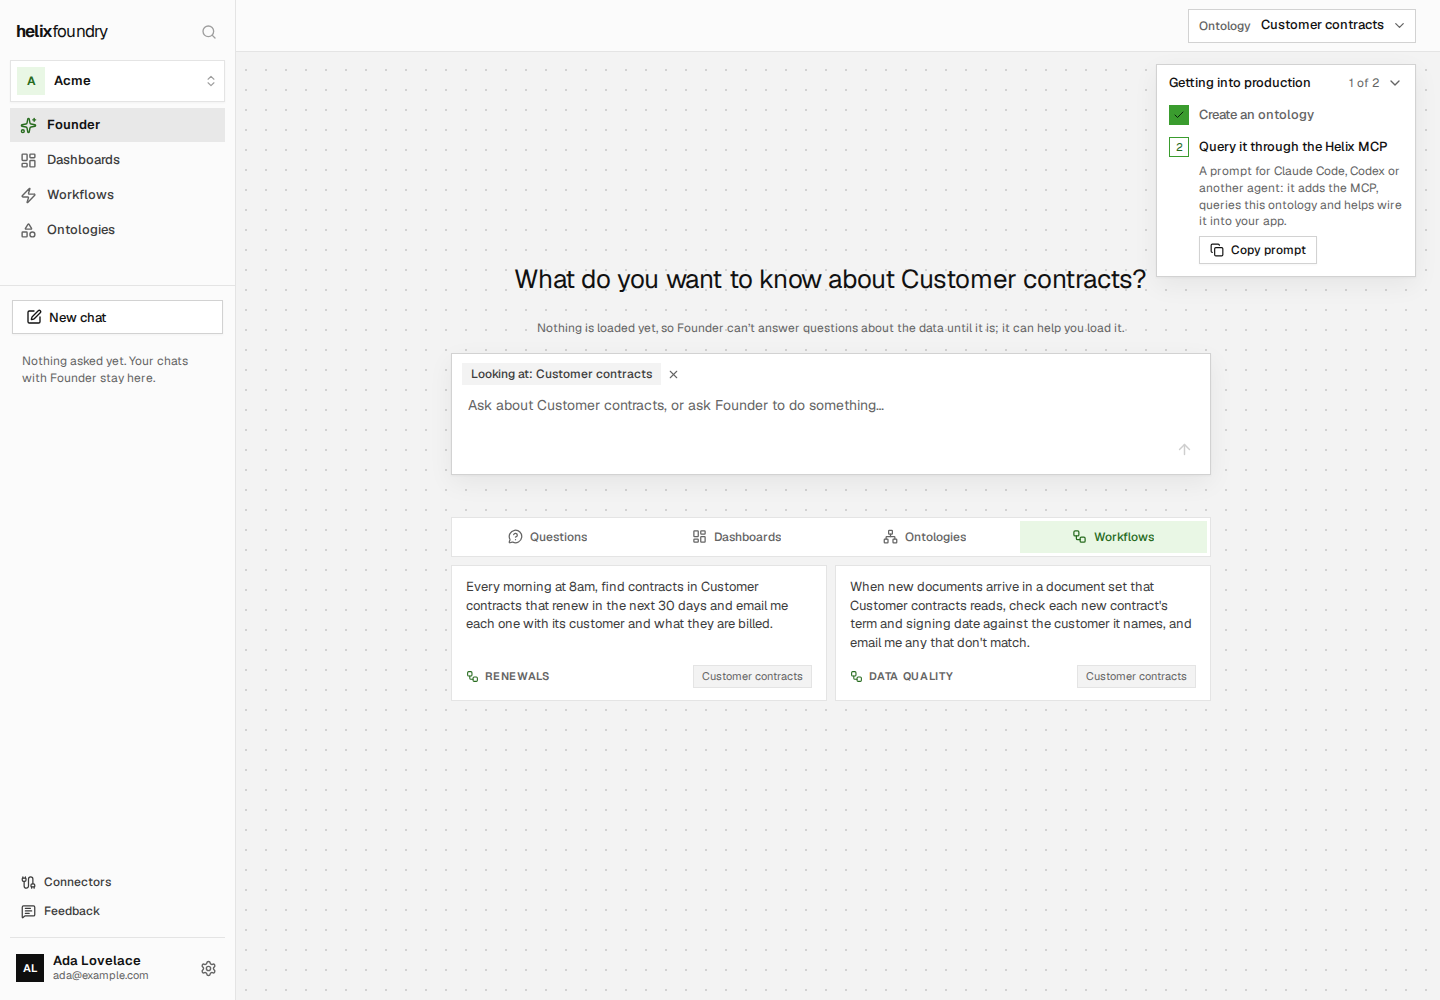 helixfoundry
A
Acme
Founder
Dashboards
Workflows
Ontologies
New chat
Nothing asked yet. Your chats
with Founder stay here.
Connectors
Feedback
AL
Ada Lovelace
ada@example.com
Ontology Customer contracts
Getting into production 1 of 2
Create an ontology
2 Query it through the Helix MCP
A prompt for Claude Code, Codex or
another agent: it adds the MCP,
queries this ontology and helps wire
it into your app.
Copy prompt
What do you want to know about Customer contracts?
Nothing is loaded yet, so Founder can't answer questions about the data until it is; it can help you load it.
Looking at: Customer contracts
Ask about Customer contracts, or ask Founder to do something...
Questions Dashboards Ontologies Workflows
Every morning at 8am, find contracts in Customer
contracts that renew in the next 30 days and email me
each one with its customer and what they are billed.
RENEWALS Customer contracts
When new documents arrive in a document set that
Customer contracts reads, check each new contract's
term and signing date against the customer it names, and
email me any that don't match.
DATA QUALITY Customer contracts